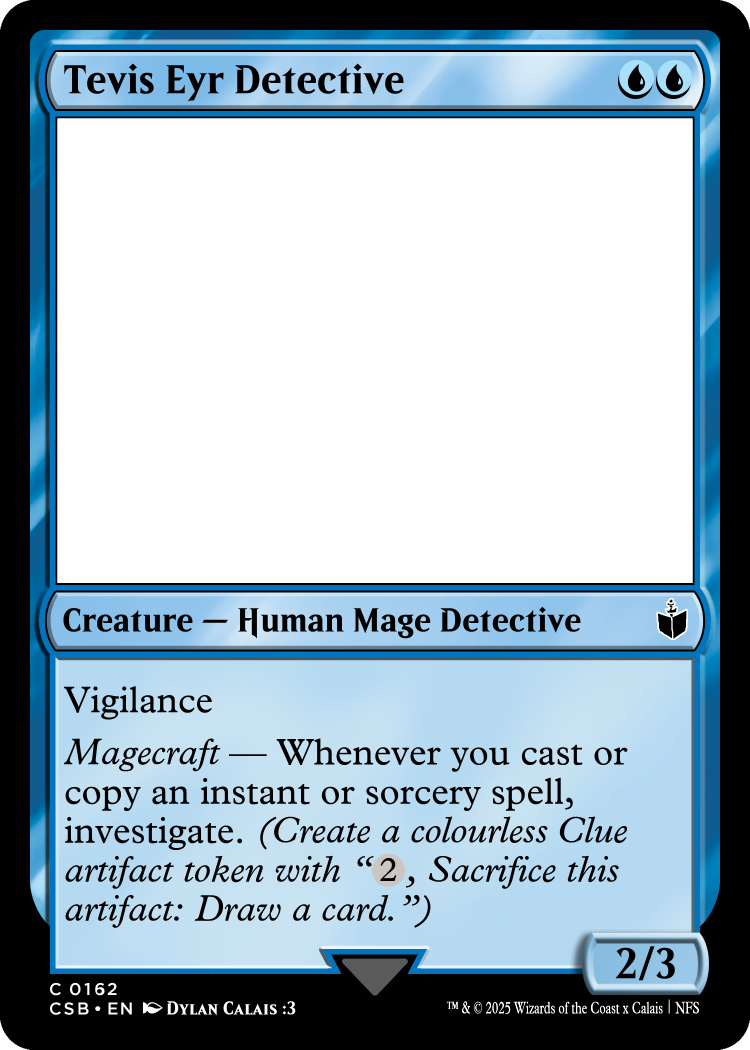 Tevis Eyr Detective
Creature — Human Mage Detective
Vigilance
Magecraft — Whenever you cast or
copy an instant or sorcery spell,
investigate. (Create a colourless Clue
artifact token with “2, Sacrifice this
artifact: Draw a card.”)
2/3
C 0162
CSB • EN Dylan Calais :3
™ & © 2025 Wizards of the Coast x Calais | NFS